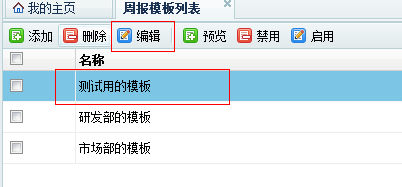 我的主页 周报模板列表
添加 删除 编辑 预览 禁用 启用
名称
测试用的模板
研发部的模板
市场部的模板